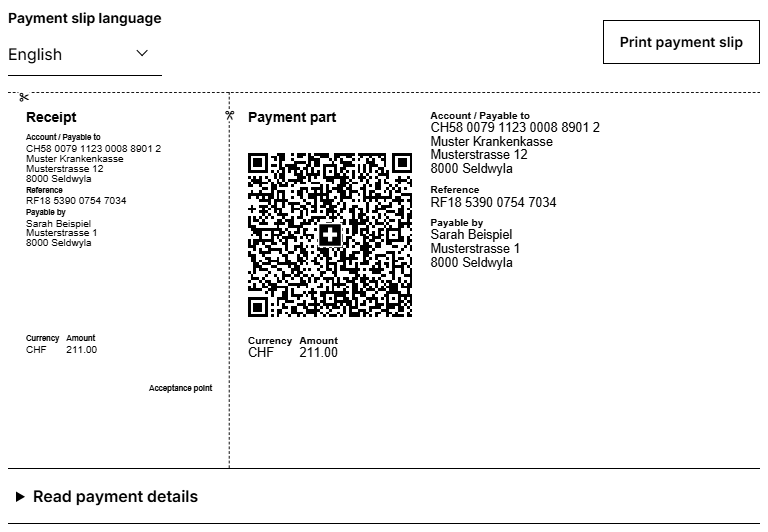 Payment slip language
English
Print payment slip
Receipt
Account / Payable to
CH58 0079 1123 0008 8901 2
Muster Krankenkasse
Musterstrasse 12
8000 Seldwyla
Reference
RF18 5390 0754 7034
Payable by
Sarah Beispiel
Musterstrasse 1
8000 Seldwyla
Currency Amount
CHF 211.00
Acceptance point
Payment part
Currency Amount
CHF 211.00
Account / Payable to
CH58 0079 1123 0008 8901 2
Muster Krankenkasse
Musterstrasse 12
8000 Seldwyla
Reference
RF18 5390 0754 7034
Payable by
Sarah Beispiel
Musterstrasse 1
8000 Seldwyla
Read payment details